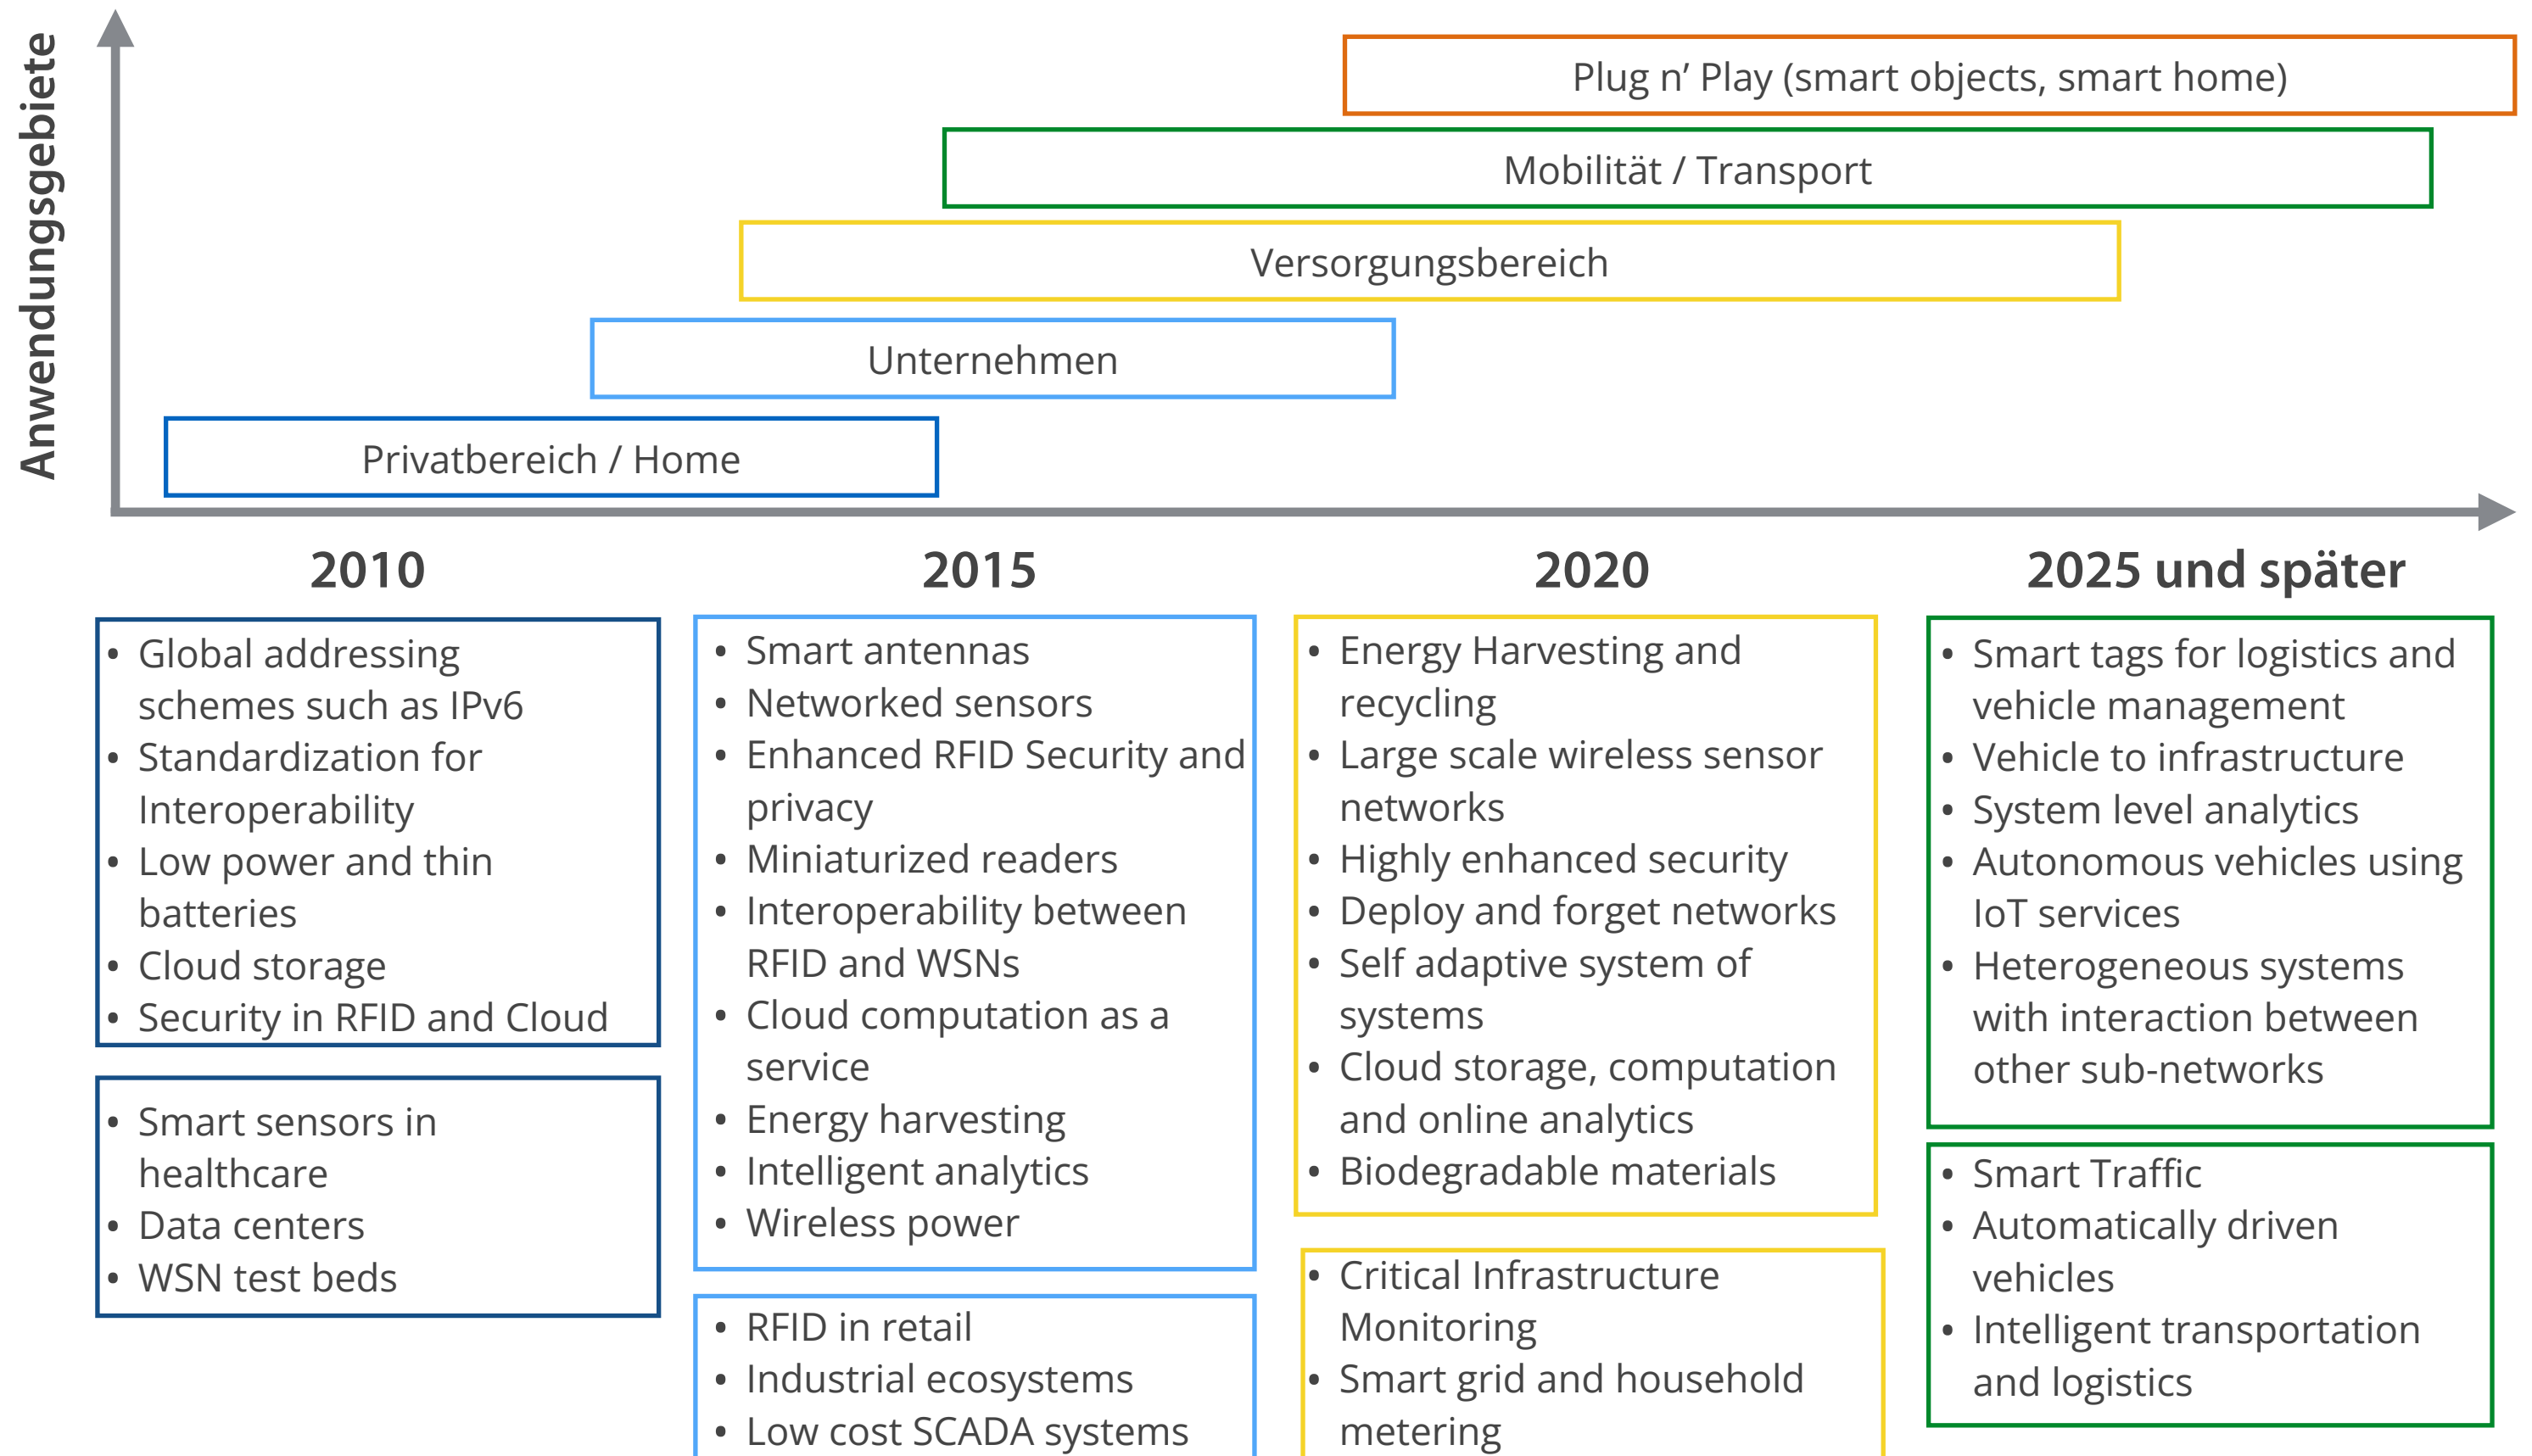 Anwendungsgebiete
Plug n’ Play (smart objects, smart home)
Mobilität / Transport
Versorgungsbereich
Unternehmen
Privatbereich / Home
2010
2015
2020
2025 und später
• Global addressing
schemes such as IPv6
• Standardization for
Interoperability
• Low power and thin
batteries
• Cloud storage
• Security in RFID and Cloud
• Smart sensors in
healthcare
• Data centers
• WSN test beds
• Smart antennas
• Networked sensors
• Enhanced RFID Security and
privacy
• Miniaturized readers
• Interoperability between
RFID and WSNs
• Cloud computation as a
service
• Energy harvesting
• Intelligent analytics
• Wireless power
• RFID in retail
• Industrial ecosystems
• Low cost SCADA systems
• Energy Harvesting and
recycling
• Large scale wireless sensor
networks
• Highly enhanced security
• Deploy and forget networks
• Self adaptive system of
systems
• Cloud storage, computation
and online analytics
• Biodegradable materials
• Critical Infrastructure
Monitoring
• Smart grid and household
metering
• Smart tags for logistics and
vehicle management
• Vehicle to infrastructure
• System level analytics
• Autonomous vehicles using
IoT services
• Heterogeneous systems
with interaction between
other sub-networks
• Smart Traffic
• Automatically driven
vehicles
• Intelligent transportation
and logistics